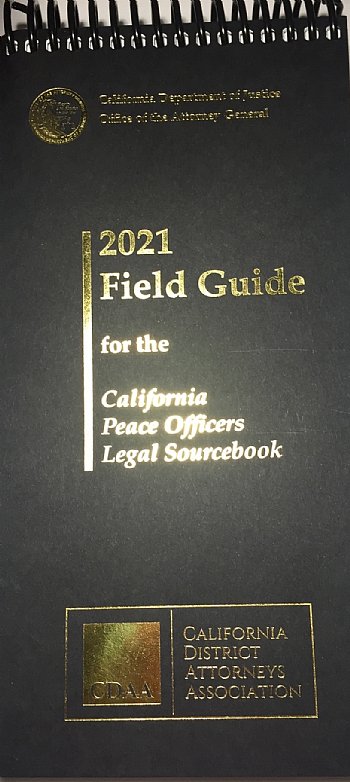 California Department of Justice
Office of the Attorney General
2021
Field Guide
for the
California
Peace Officers
Legal Sourcebook
CDAA
CALIFORNIA
DISTRICT
ATTORNEYS
ASSOCIATION